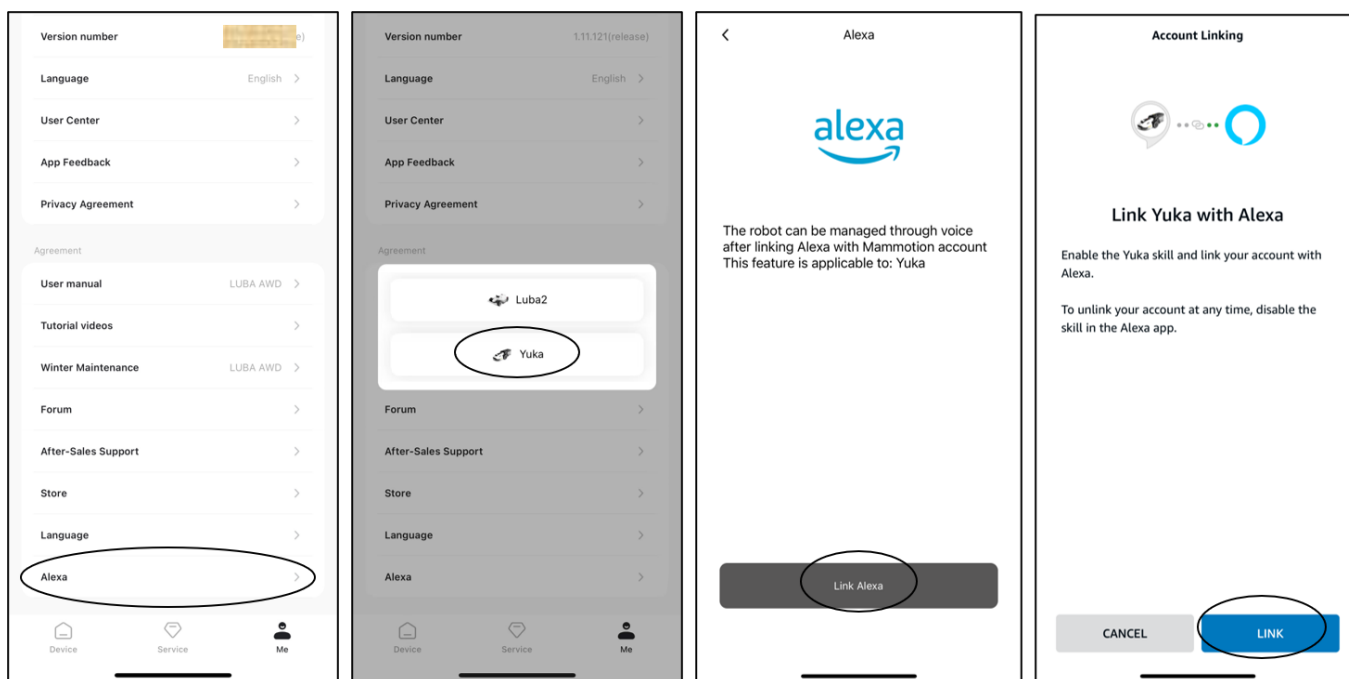 Version number
e)
Language English
User Center
App Feedback
Privacy Agreement
Agreement
User manual LUBA AWD
Tutorial videos
Winter Maintenance LUBA AWD
Forum
After-Sales Support
Store
Language
Alexa
Device Service Me
Version number 1.11.121(release)
Language English
User Center
App Feedback
Privacy Agreement
Agreement
Luba2
Yuka
Forum
After-Sales Support
Store
Language
Alexa
Device Service Me
Alexa
alexa
The robot can be managed through voice
after linking Alexa with Mammotion account
This feature is applicable to: Yuka
Link Alexa
Account Linking
Link Yuka with Alexa
Enable the Yuka skill and link your account with
Alexa.
To unlink your account at any time, disable the
skill in the Alexa app.
CANCEL LINK